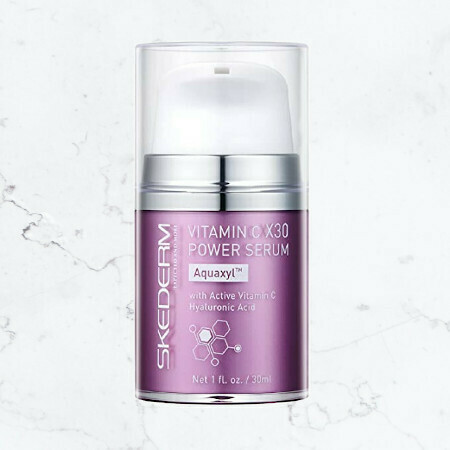 SKEDERM
VITAMIN C X30
POWER SERUM
Aquaxyl™
with Active Vitamin C
Hyaluronic Acid
Net 1 fL oz. / 30ml